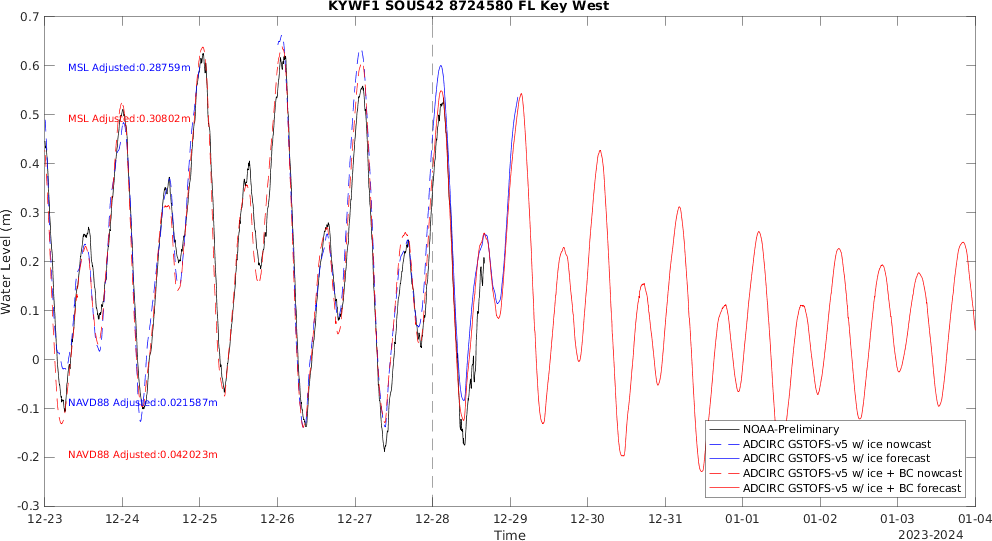 KYWF1 SOUS42 8724580 FL Key West
0.7
0.6
0.5
0.4
0.3
0.2
0.1
0
-0.1
-0.2
-0.3
Water Level (m)
MSL Adjusted:0.28759m
MSL Adjusted:0.30802m
NAVD88 Adjusted:0.021587m
NAVD88 Adjusted:0.042023m
NOAA-Preliminary
ADCIRC GSTOFS-v5 w/ ice nowcast
ADCIRC GSTOFS-v5 w/ ice forecast
ADCIRC GSTOFS-v5 w/ ice + BC nowcast
ADCIRC GSTOFS-v5 w/ ice + BC forecast
12-23 12-24 12-25 12-26 12-27 12-28 12-29 12-30 12-31 01-01 01-02 01-03 01-04
Time
2023-2024